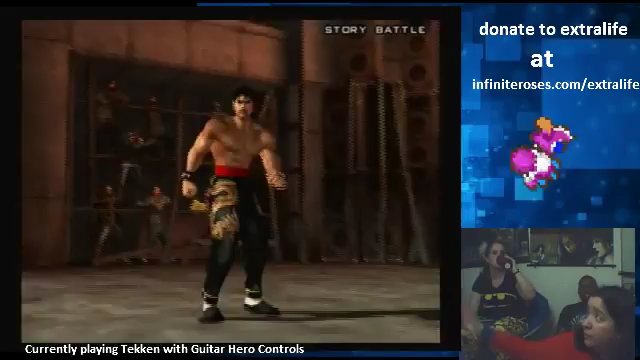 STORY BATTLE
donate to extralife
at
infiniteroses.com/extralife
Currently playing Tekken with Guitar Hero Controls